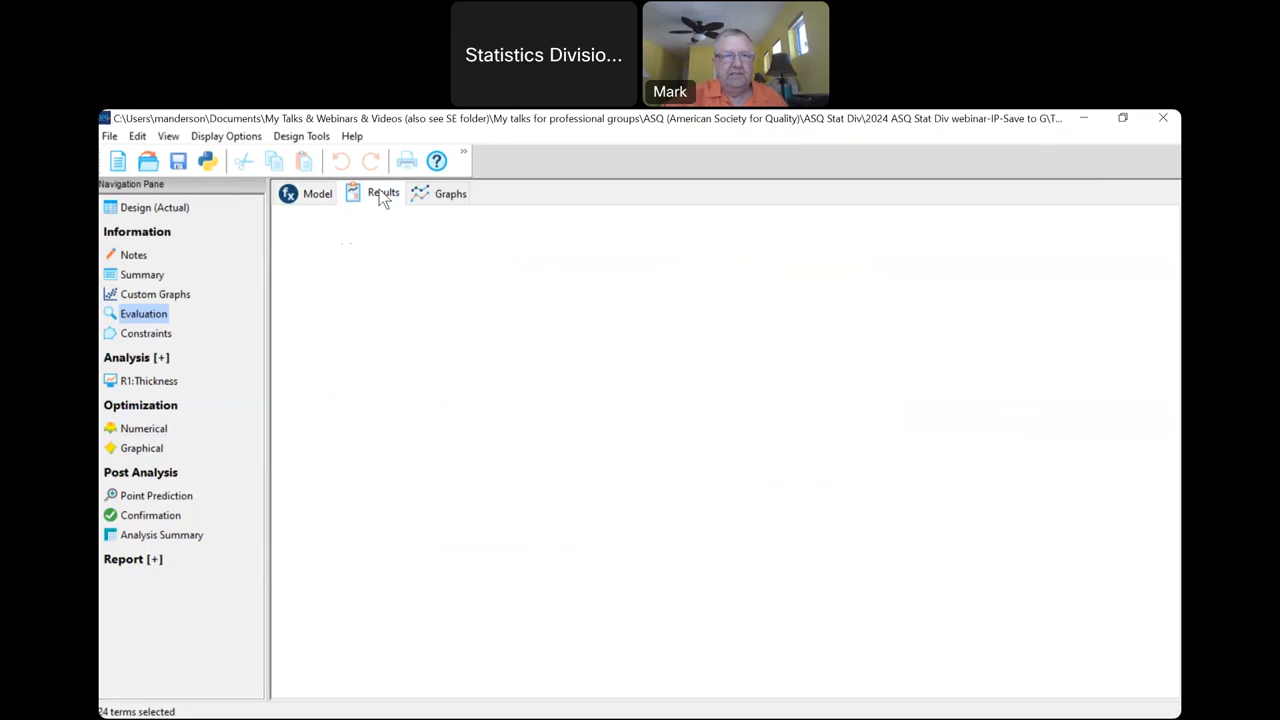 Statistics Divisio...
Mark
C:\Users\manderson\Documents\My Talks & Webinars & Videos (also see SE folder)\My talks for professional groups\ASQ (American Society for Quality)\ASQ Stat Div\2024 ASQ Stat Div webinar-IP-Save to G\T...
File Edit View Display Options Design Tools Help
Navigation Pane
Model Results Graphs
Design (Actual)
Information
Notes
Summary
Custom Graphs
Evaluation
Constraints
Analysis [+]
R1:Thickness
Optimization
Numerical
Graphical
Post Analysis
Point Prediction
Confirmation
Analysis Summary
Report [+]
24 terms selected